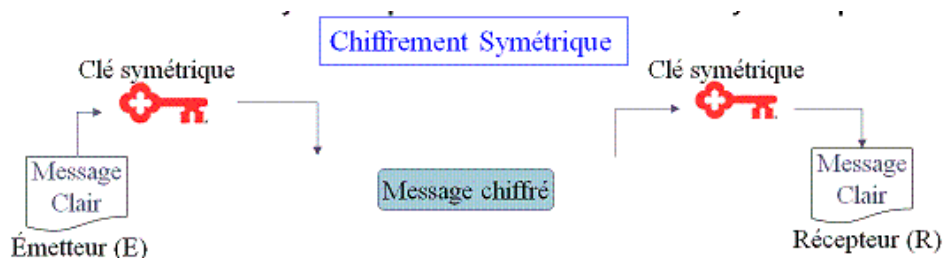 Chiffrement Symétrique
Clé symétrique
Clé symétrique
Message
Clair
Message chiffré
Message
Clair
Émetteur (E)
Récepteur (R)